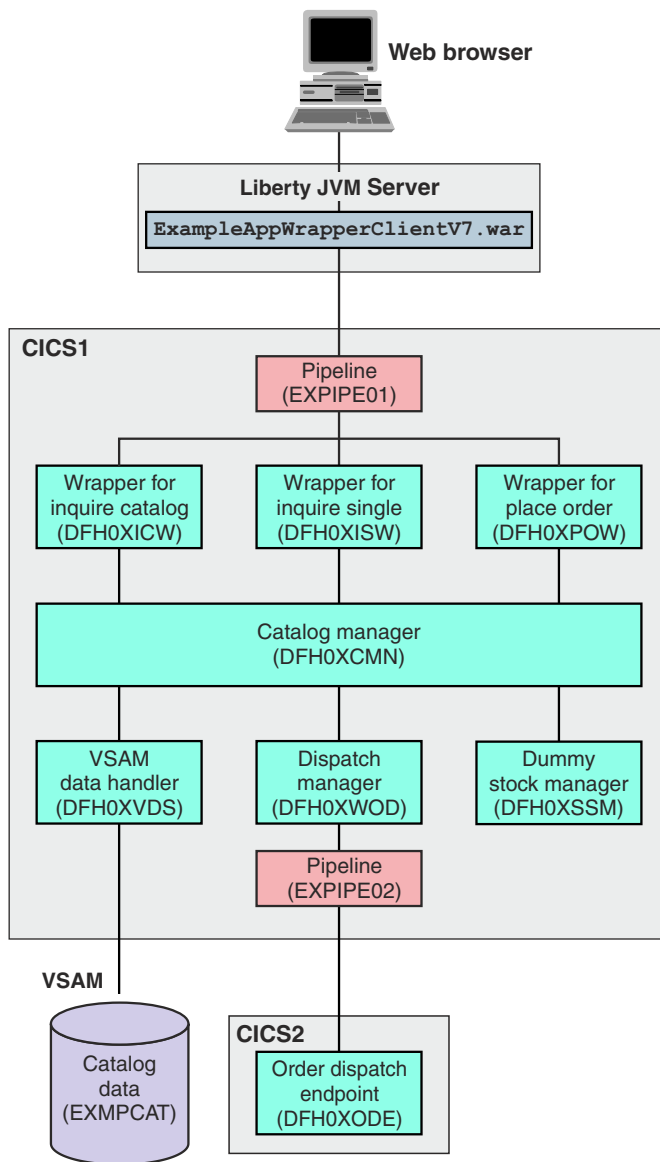 Web browser
Liberty JVM Server
ExampleAppWrapperClientV7.war
CICS1
Pipeline
(EXPIPE01)
Wrapper for
inquire catalog
(DFH0XICW)
Wrapper for
inquire single
(DFH0XISW)
Wrapper for
place order
(DFH0XPOW)
Catalog manager
(DFH0XCMN)
VSAM
data handler
(DFH0XVDS)
Dispatch
manager
(DFH0XWOD)
Dummy
stock manager
(DFH0XSSM)
Pipeline
(EXPIPE02)
VSAM
Catalog
data
(EXMPCAT)
CICS2
Order dispatch
endpoint
(DFH0XODE)